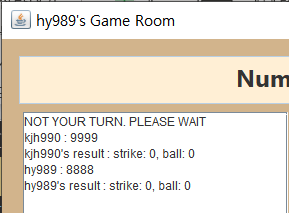 hy989's Game Room
Num
NOT YOUR TURN. PLEASE WAIT
kjh990 : 9999
kjh990's result : strike: 0, ball: 0
hy989 : 8888
hy989's result : strike: 0, ball: 0